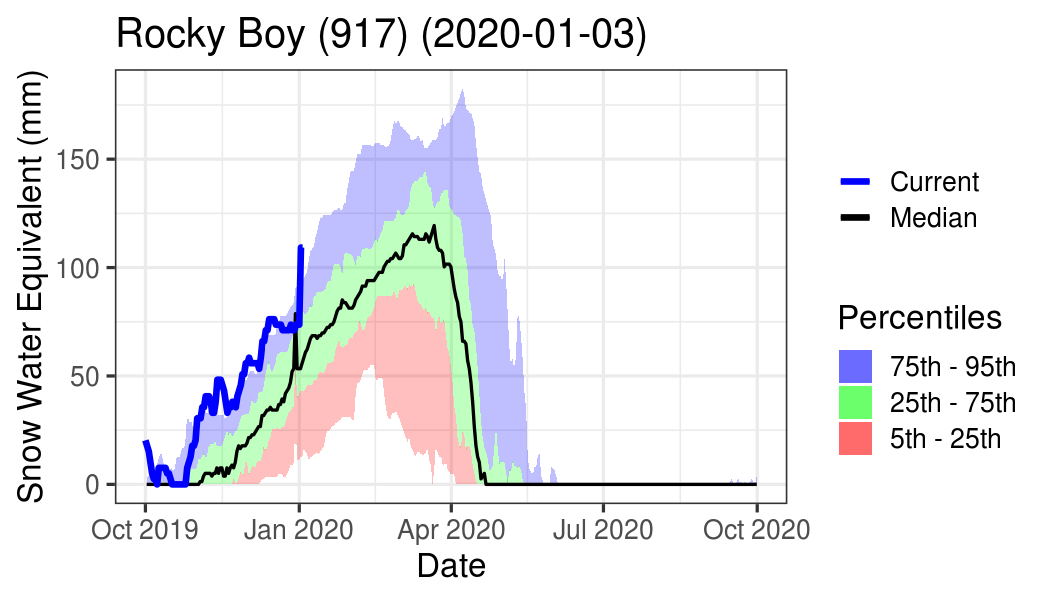 Rocky Boy (917) (2020-01-03)
Snow Water Equivalent (mm)
150
100
50
0
Oct 2019
Jan 2020
Apr 2020
Jul 2020
Oct 2020
Date
Current
Median
Percentiles
75th - 95th
25th - 75th
5th - 25th